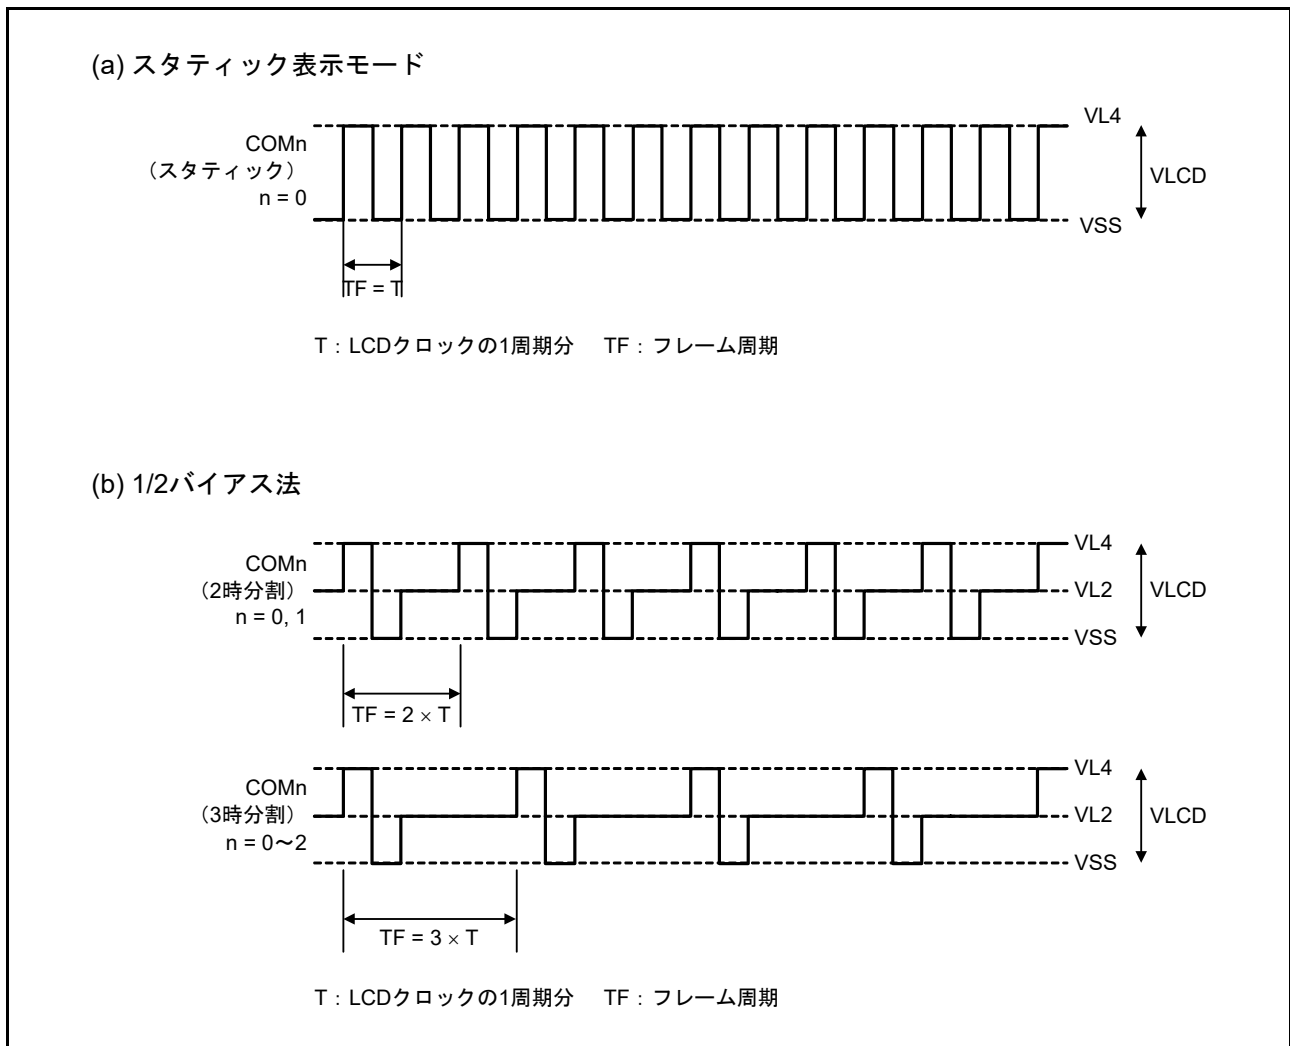 (a) スタティック表示モード
COMn
（スタティック）
n = 0
VL4
VLCD
VSS
TF = T
T：LCDクロックの1周期分 TF：フレーム周期
(b) 1/2バイアス法
COMn
（2時分割）
n = 0, 1
VL4
VL2
VLCD
VSS
TF = 2 × T
COMn
（3時分割）
n = 0～2
VL4
VL2
VLCD
VSS
TF = 3 × T
T：LCDクロックの1周期分 TF：フレーム周期